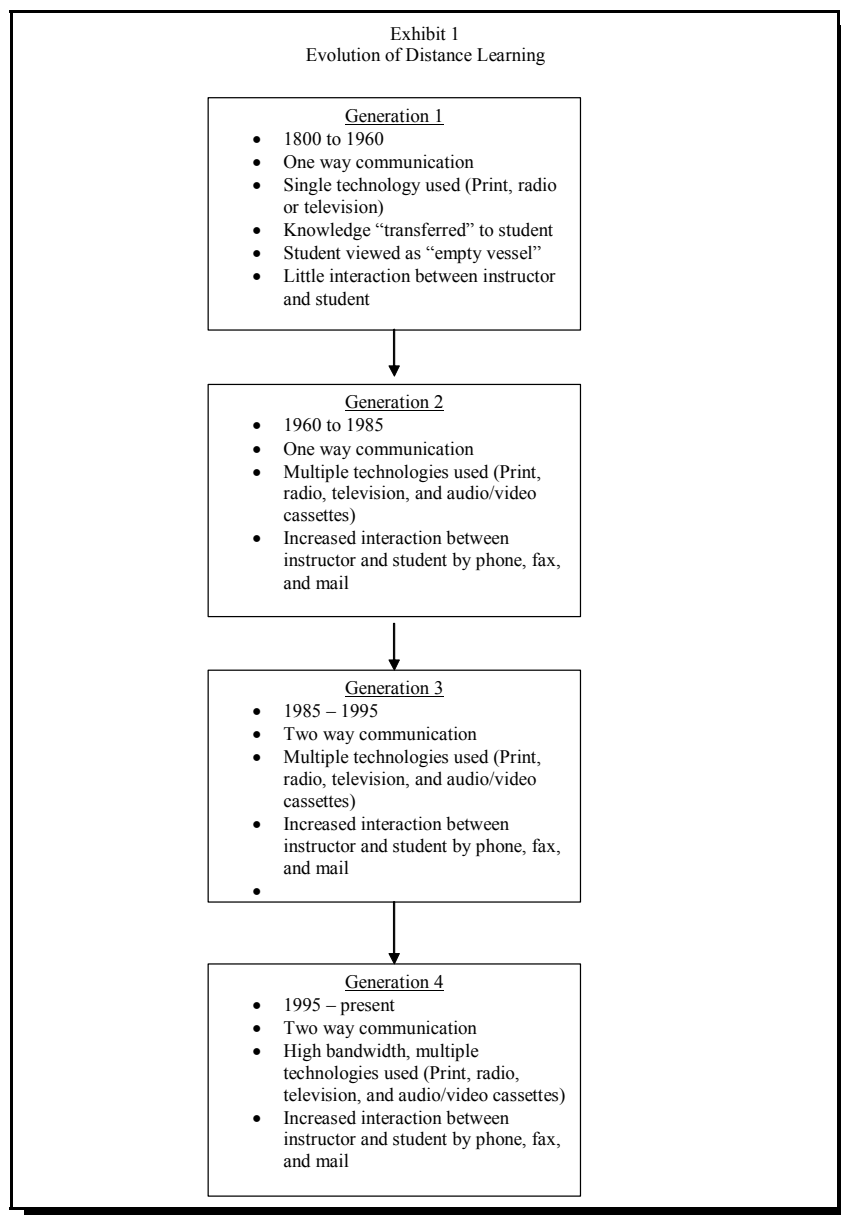 Exhibit 1
Evolution of Distance Learning
Generation 1
• 1800 to 1960
• One way communication
• Single technology used (Print, radio
or television)
• Knowledge “transferred” to student
• Student viewed as “empty vessel”
• Little interaction between instructor
and student
Generation 2
• 1960 to 1985
• One way communication
• Multiple technologies used (Print,
radio, television, and audio/video
cassettes)
• Increased interaction between
instructor and student by phone, fax,
and mail
Generation 3
• 1985 – 1995
• Two way communication
• Multiple technologies used (Print,
radio, television, and audio/video
cassettes)
• Increased interaction between
instructor and student by phone, fax,
and mail
•
Generation 4
• 1995 – present
• Two way communication
• High bandwidth, multiple
technologies used (Print, radio,
television, and audio/video cassettes)
• Increased interaction between
instructor and student by phone, fax,
and mail